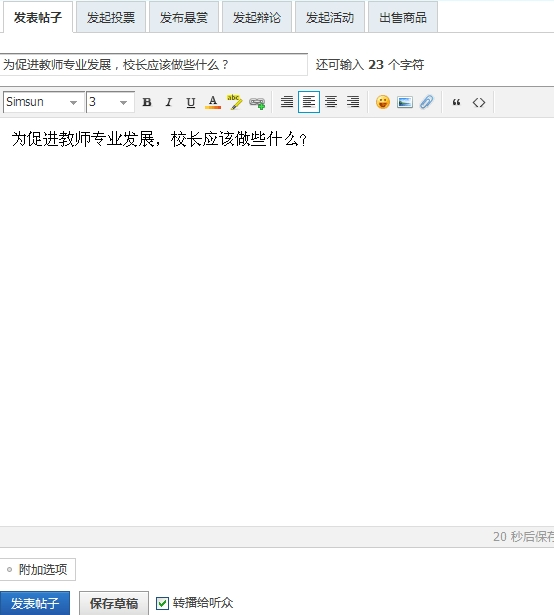 发表帖子 发起投票 发布悬赏 发起辩论 发起活动 出售商品
为促进教师专业发展，校长应该做些什么？ 还可输入 23 个字符
Simsun 3 B I U A abc
为促进教师专业发展，校长应该做些什么？
20 秒后保存
附加选项
发表帖子 保存草稿 转播给听众